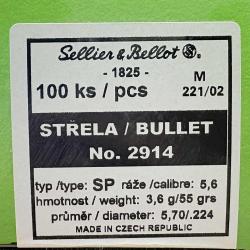 Sellier & Bellot SB
- 1825 -
M
100 ks / pcs 221/02
STŘELA / BULLET
No. 2914
typ /type: SP ráže /calibre: 5,6
hmotnost / weight: 3,6 g/55 grs
průměr / diameter: 5,70/.224
MADE IN CZECH REPUBLIC